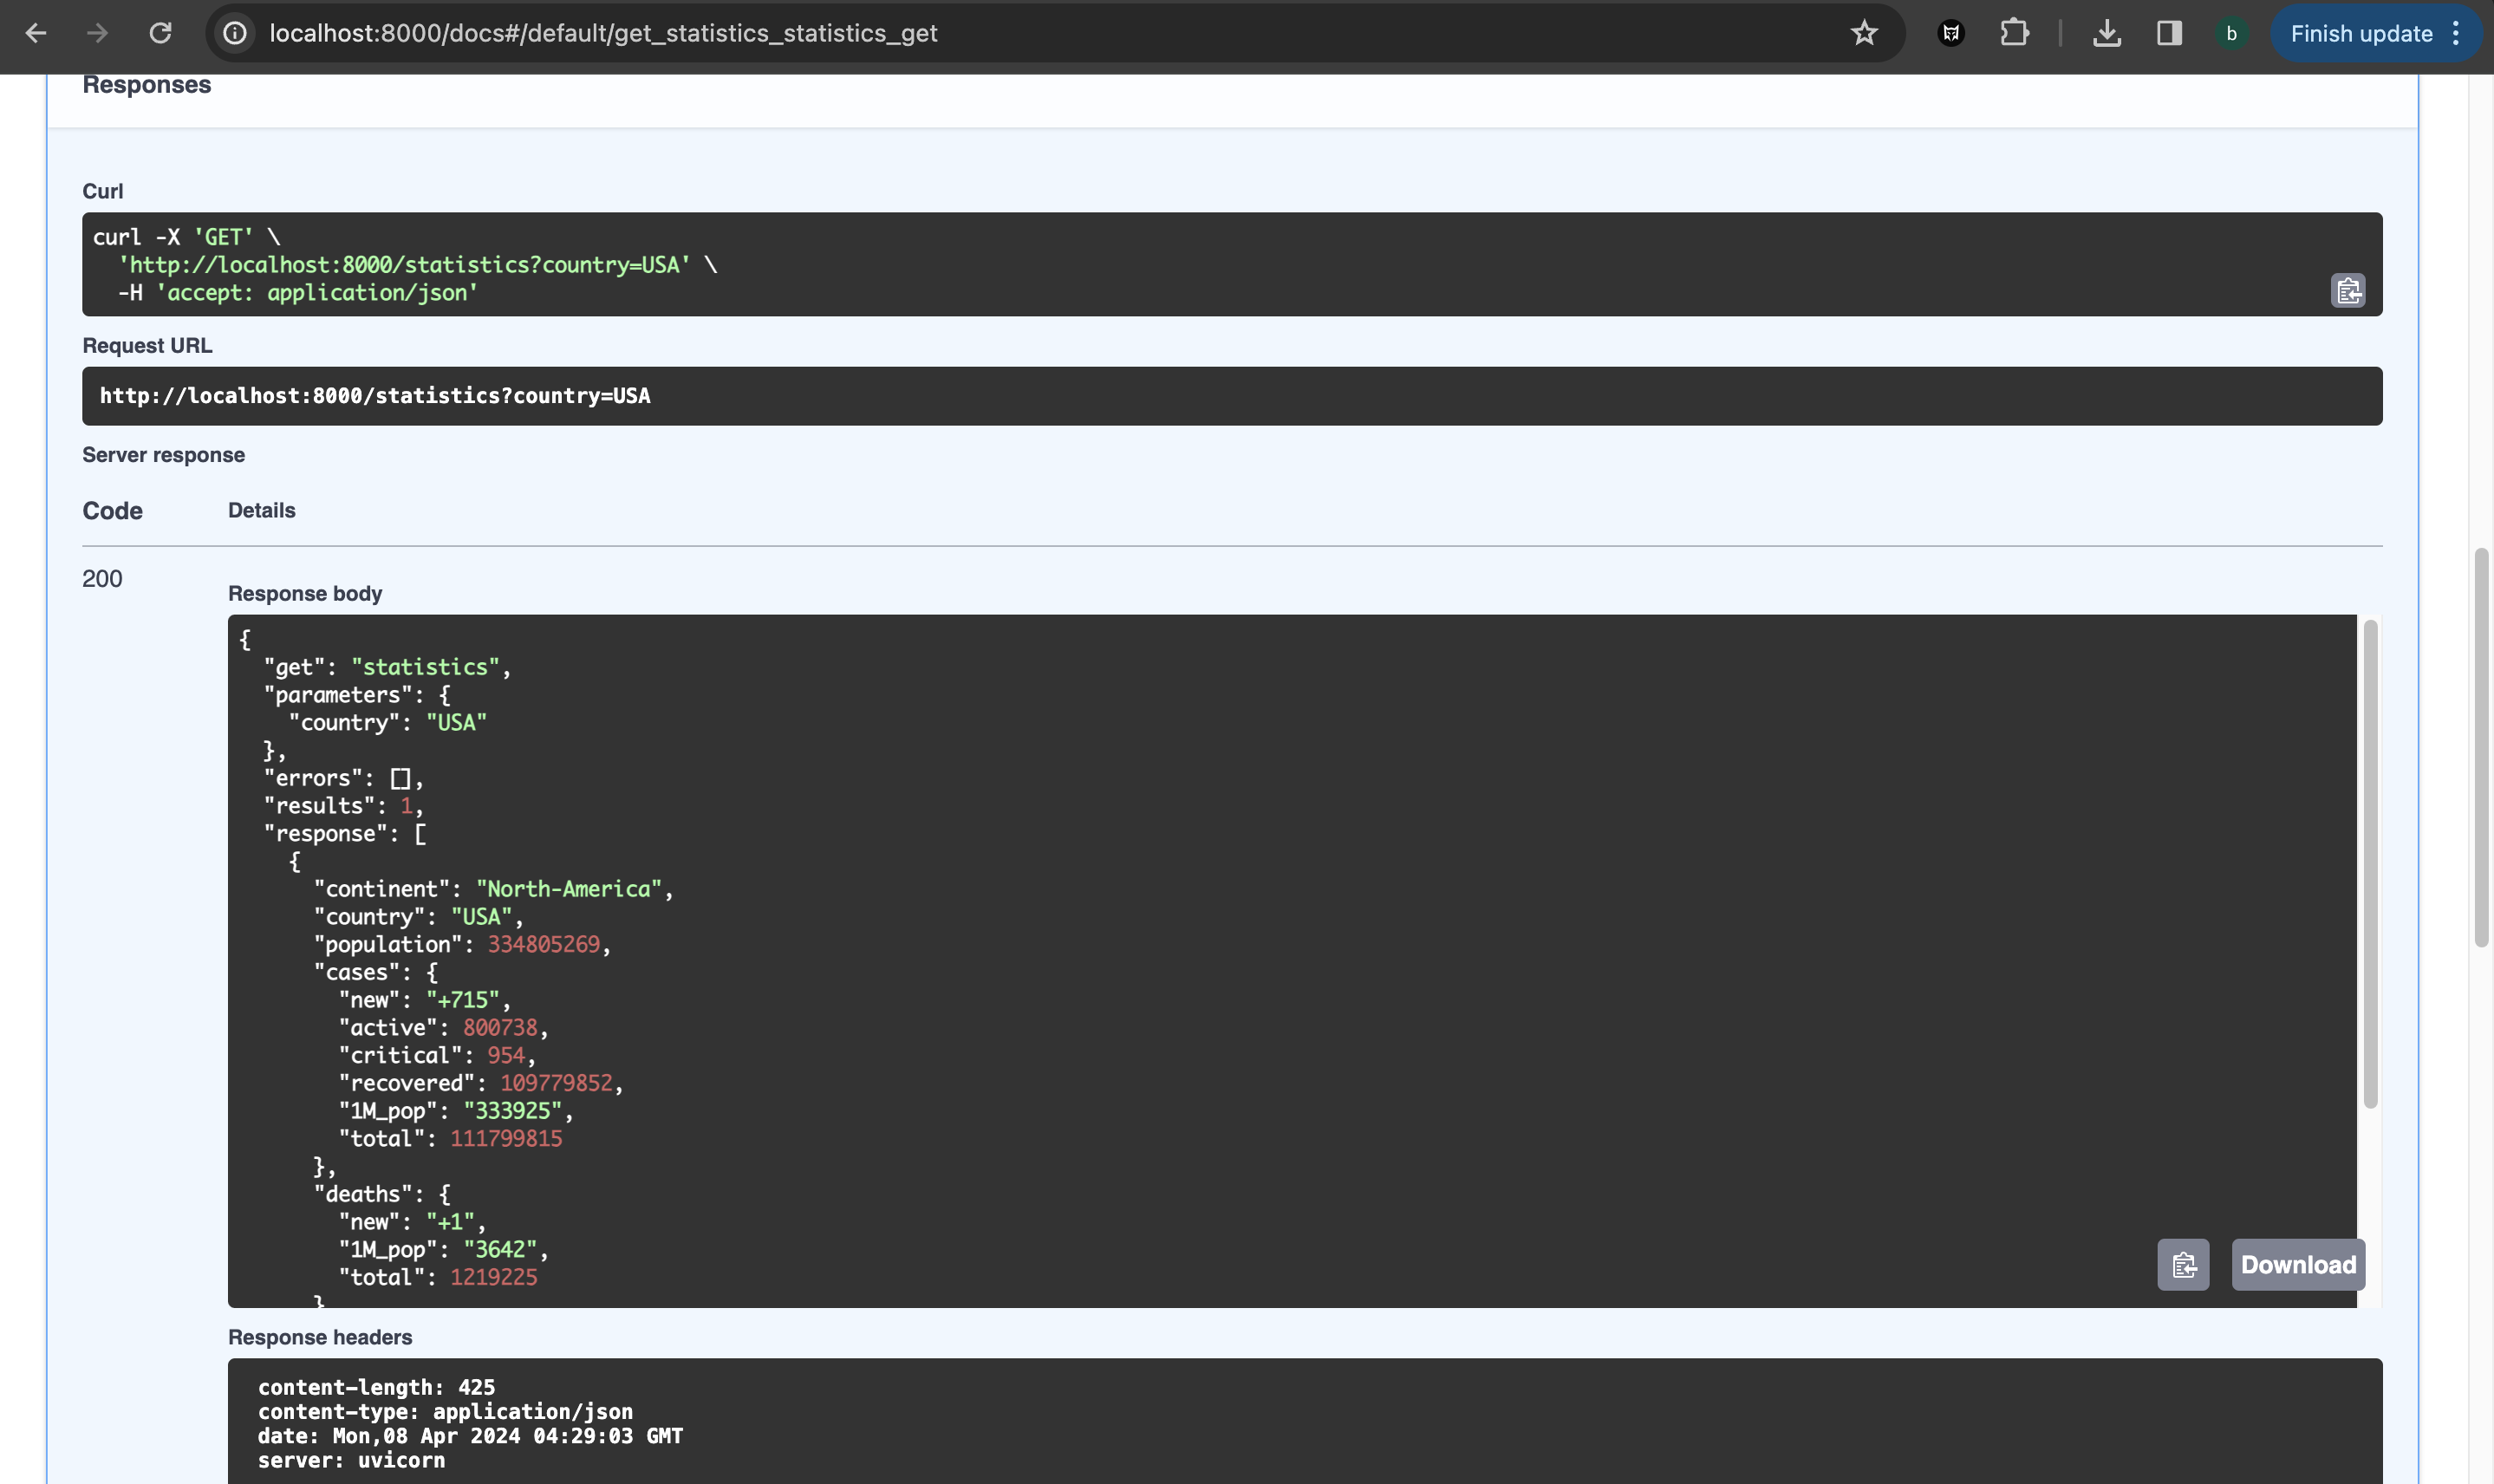 localhost:8000/docs#/default/get_statistics_statistics_get
b
Finish update
Responses
Curl
curl -X 'GET' \
  'http://localhost:8000/statistics?country=USA' \
  -H 'accept: application/json'
Request URL
http://localhost:8000/statistics?country=USA
Server response
Code Details
200
Response body
{
  "get": "statistics",
  "parameters": {
    "country": "USA"
  },
  "errors": [],
  "results": 1,
  "response": [
    {
      "continent": "North-America",
      "country": "USA",
      "population": 334805269,
      "cases": {
        "new": "+715",
        "active": 800738,
        "critical": 954,
        "recovered": 109779852,
        "1M_pop": "333925",
        "total": 111799815
      },
      "deaths": {
        "new": "+1",
        "1M_pop": "3642",
        "total": 1219225
      }
Download
Response headers
content-length: 425
content-type: application/json
date: Mon,08 Apr 2024 04:29:03 GMT
server: uvicorn